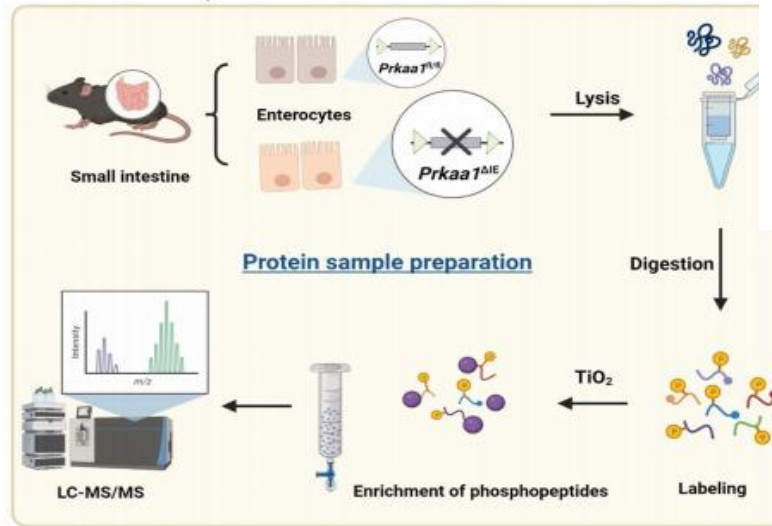 Prkaa1fl/fl
Enterocytes
Lysis
Small intestine
Prkaa1ΔIE
Protein sample preparation
Digestion
Intensity
m/z
TiO₂
P
P
P
P
P
P
P
P
P
P
LC-MS/MS
Enrichment of phosphopeptides
Labeling